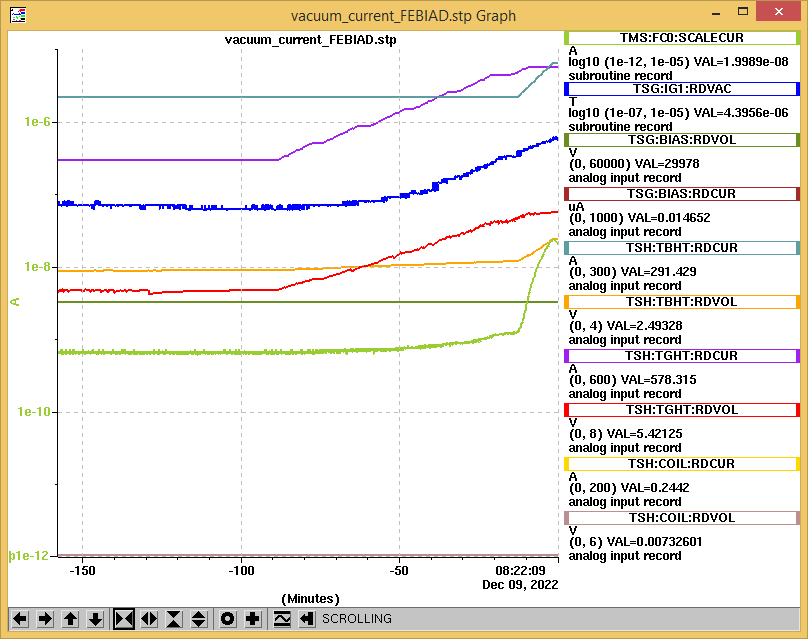 vacuum_current_FEBIAD.stp Graph
vacuum_current_FEBIAD.stp
1e-6
1e-8
A
1e-10
1e-12
-150
-100
-50
08:22:09
Dec 09, 2022
(Minutes)
TMS:FC0:SCALECUR
A
log10 (1e-12, 1e-05) VAL=1.9989e-08
subroutine record
TSG:IG1:RDVAC
T
log10 (1e-07, 1e-05) VAL=4.3956e-06
subroutine record
TSG:BIAS:RDVOL
V
(0, 60000) VAL=29978
analog input record
TSG:BIAS:RDCUR
uA
(0, 1000) VAL=0.014652
analog input record
TSH:TBHT:RDCUR
A
(0, 300) VAL=291.429
analog input record
TSH:TBHT:RDVOL
V
(0, 4) VAL=2.49328
analog input record
TSH:TGHT:RDCUR
A
(0, 600) VAL=578.315
analog input record
TSH:TGHT:RDVOL
V
(0, 8) VAL=5.42125
analog input record
TSH:COIL:RDCUR
A
(0, 200) VAL=0.2442
analog input record
TSH:COIL:RDVOL
V
(0, 6) VAL=0.00732601
analog input record
SCROLLING